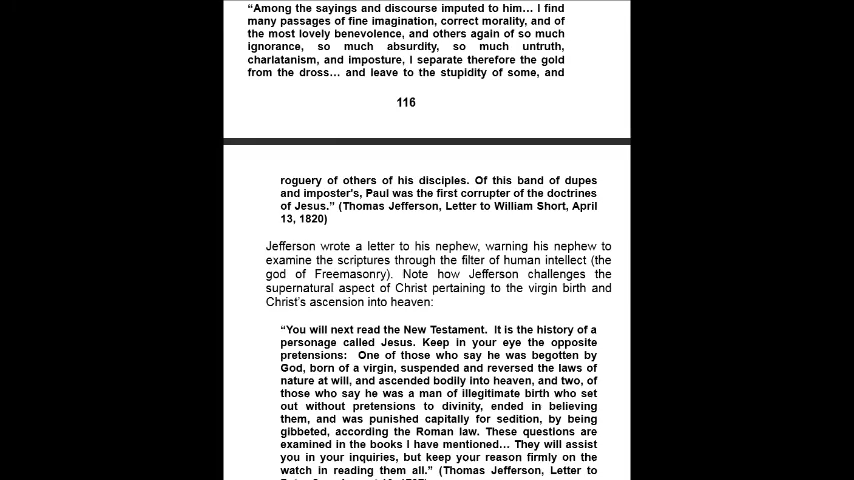 “Among the sayings and discourse imputed to him… I find
many passages of fine imagination, correct morality, and of
the most lovely benevolence, and others again of so much
ignorance, so much absurdity, so much untruth,
charlatanism, and imposture, I separate therefore the gold
from the dross… and leave to the stupidity of some, and
116
roguery of others of his disciples. Of this band of dupes
and imposter's, Paul was the first corrupter of the doctrines
of Jesus.” (Thomas Jefferson, Letter to William Short, April
13, 1820)
Jefferson wrote a letter to his nephew, warning his nephew to
examine the scriptures through the filter of human intellect (the
god of Freemasonry). Note how Jefferson challenges the
supernatural aspect of Christ pertaining to the virgin birth and
Christ’s ascension into heaven:
“You will next read the New Testament. It is the history of a
personage called Jesus. Keep in your eye the opposite
pretensions: One of those who say he was begotten by
God, born of a virgin, suspended and reversed the laws of
nature at will, and ascended bodily into heaven, and two, of
those who say he was a man of illegitimate birth who set
out without pretensions to divinity, ended in believing
them, and was punished capitally for sedition, by being
gibbeted, according the Roman law. These questions are
examined in the books I have mentioned… They will assist
you in your inquiries, but keep your reason firmly on the
watch in reading them all.” (Thomas Jefferson, Letter to